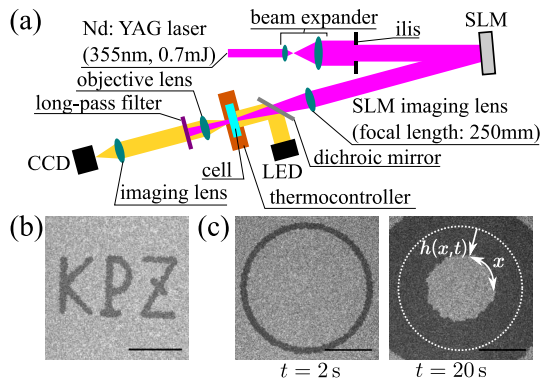 (a)
Nd: YAG laser
(355nm, 0.7mJ)
beam expander
ilis
SLM
objective lens
long-pass filter
SLM imaging lens
(focal length: 250mm)
dichroic mirror
CCD
cell
LED
imaging lens
thermocontroller
(b)
KPZ
(c)
h(x,t)
x
t = 2 s
t = 20 s